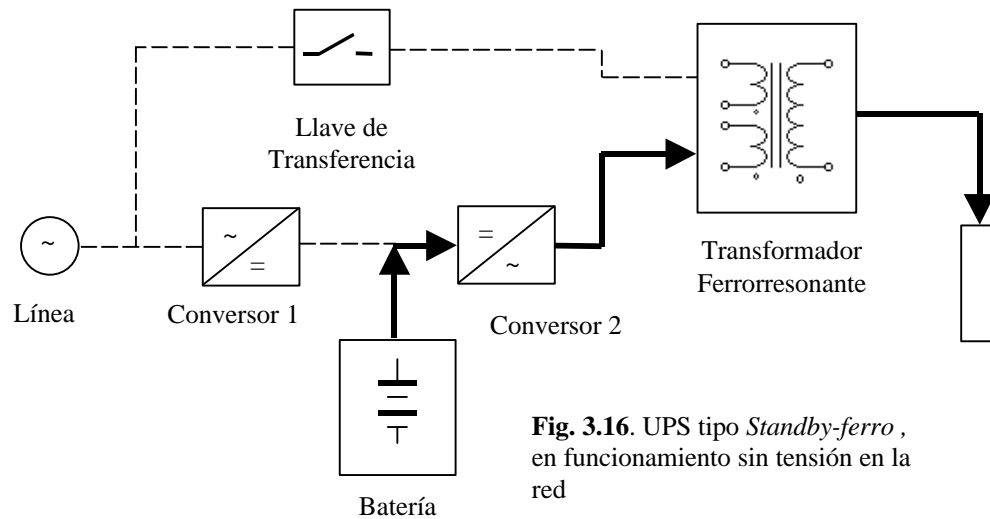 Llave de
Transferencia
~
~
=
=
~
Transformador
Ferrorresonante
Línea
Conversor 1
Conversor 2
Fig. 3.16. UPS tipo Standby-ferro ,
en funcionamiento sin tensión en la
red
Batería